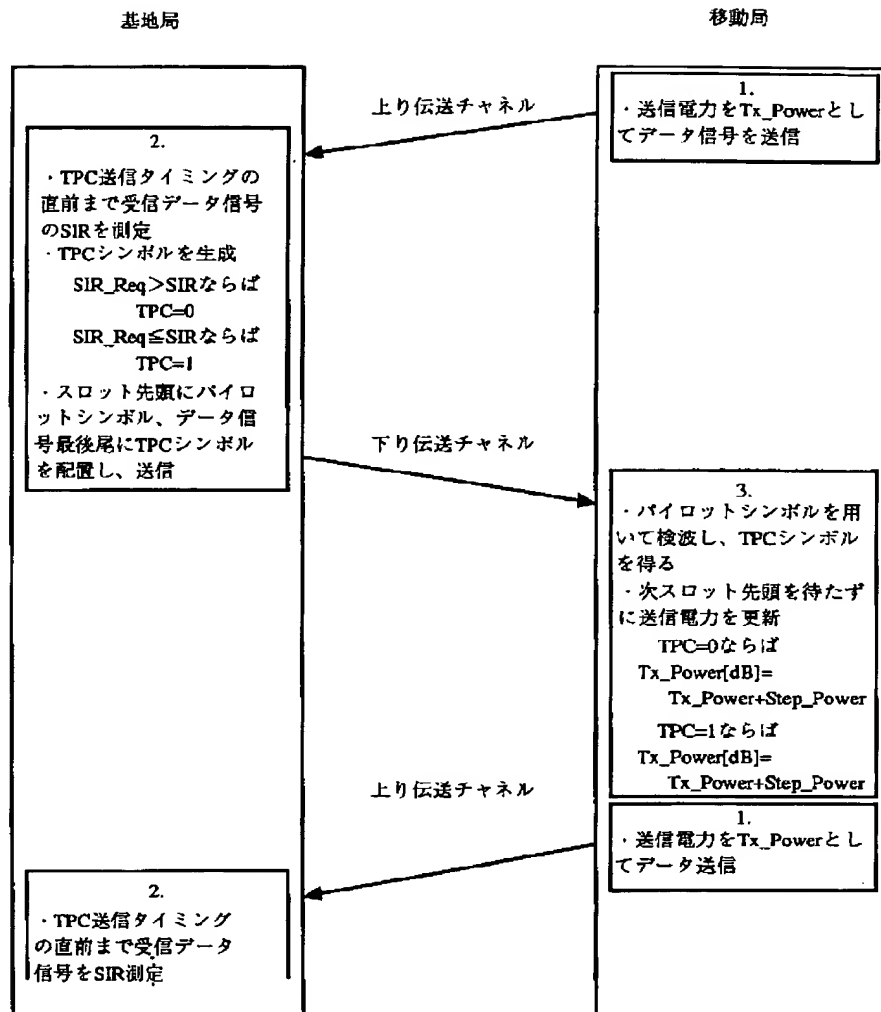 基地局
移動局
1.
・送信電力をTx_Powerとし
てデータ信号を送信
上り伝送チャネル
2.
・TPC送信タイミングの
直前まで受信データ信号
のSIRを測定
・TPCシンボルを生成
SIR_Req>SIRならば
TPC=0
SIR_Req≦SIRならば
TPC=1
・スロット先頭にパイロ
ットシンボル、データ信
号最後尾にTPCシンボル
を配置し、送信
下り伝送チャネル
3.
・パイロットシンボルを用
いて検波し、TPCシンボル
を得る
・次スロット先頭を待たず
に送信電力を更新
TPC=0ならば
Tx_Power[dB]=
Tx_Power+Step_Power
TPC=1ならば
Tx_Power[dB]=
Tx_Power+Step_Power
上り伝送チャネル
1.
・送信電力をTx_Powerとし
てデータ送信
2.
・TPC送信タイミング
の直前まで受信データ
信号をSIR測定